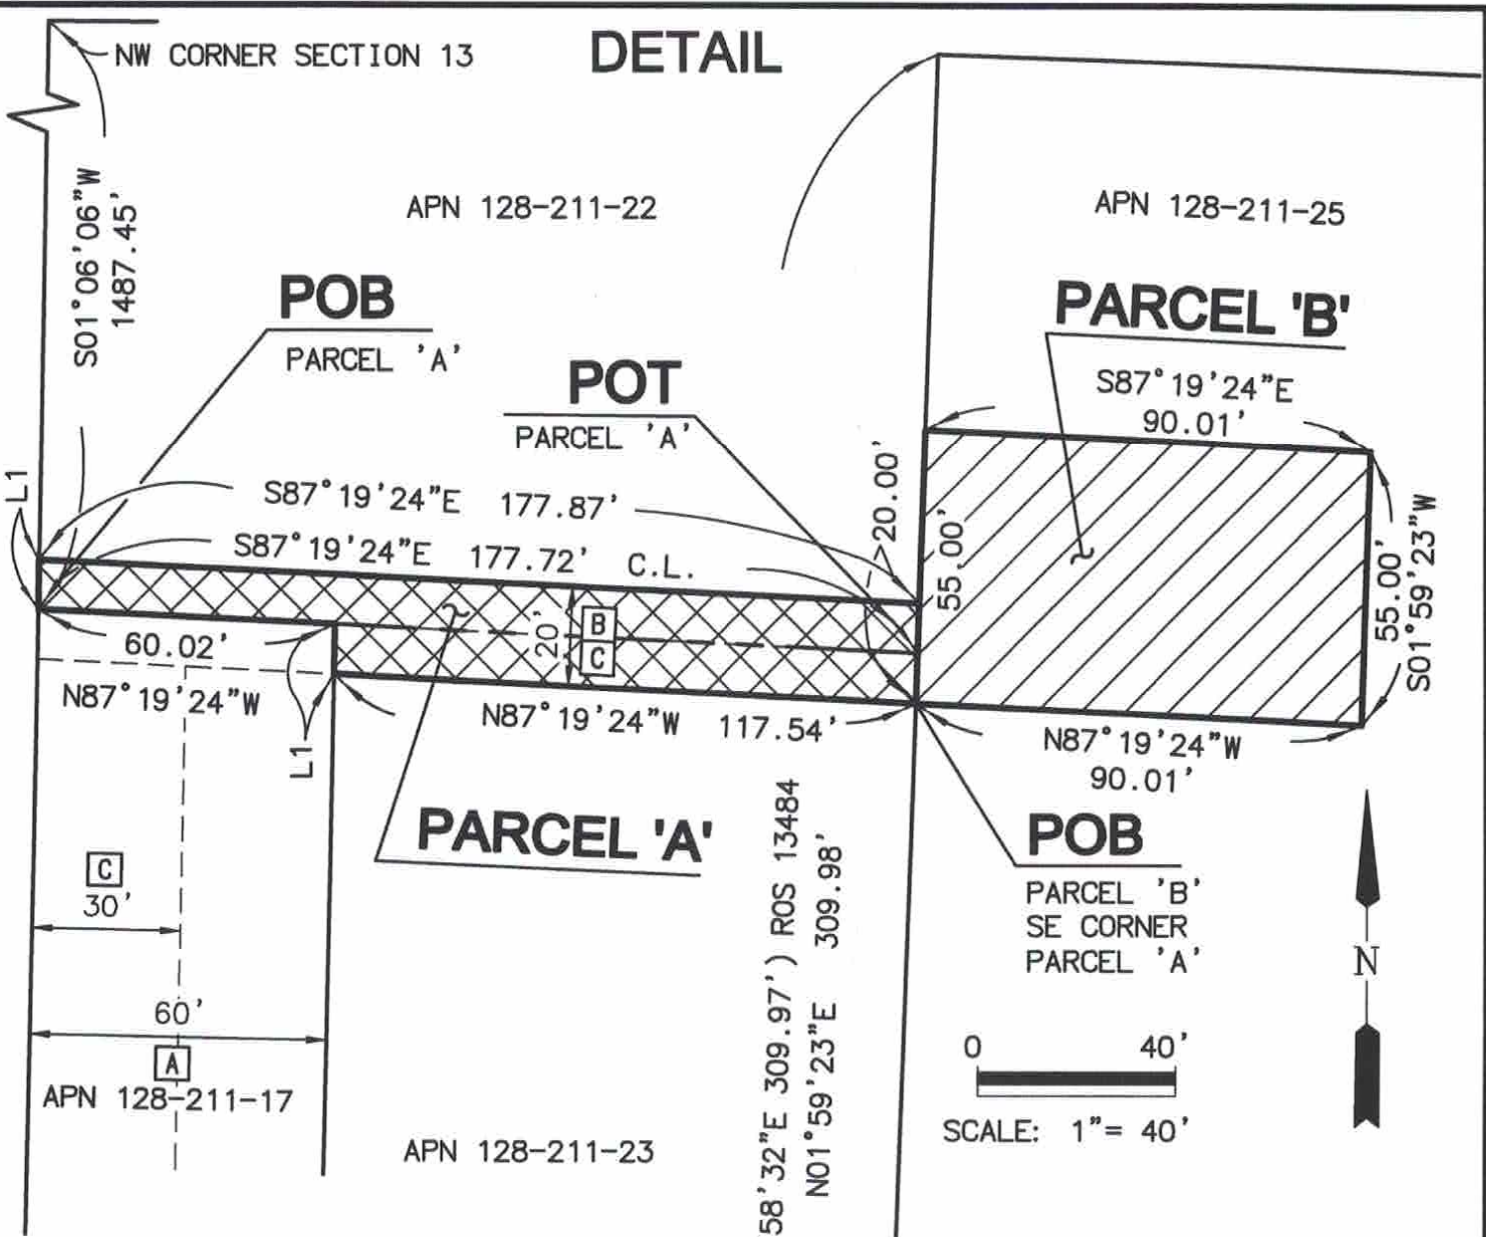 DETAIL
NW CORNER SECTION 13
S01°06'06"W
1487.45'
APN 128-211-22
APN 128-211-25
POB
PARCEL 'A'
POT
PARCEL 'A'
PARCEL 'B'
S87°19'24"E
90.01'
L1
S87°19'24"E 177.87'
S87°19'24"E 177.72' C.L.
20.00'
55.00'
55.00'
S01°59'23"W
20'
B
C
60.02'
N87°19'24"W
L1
N87°19'24"W 117.54'
N87°19'24"W
90.01'
PARCEL 'A'
POB
PARCEL 'B'
SE CORNER
PARCEL 'A'
C
30'
60'
A
APN 128-211-17
APN 128-211-23
58'32"E 309.97') ROS 13484
N01°59'23"E 309.98'
N
0 40'
SCALE: 1"= 40'